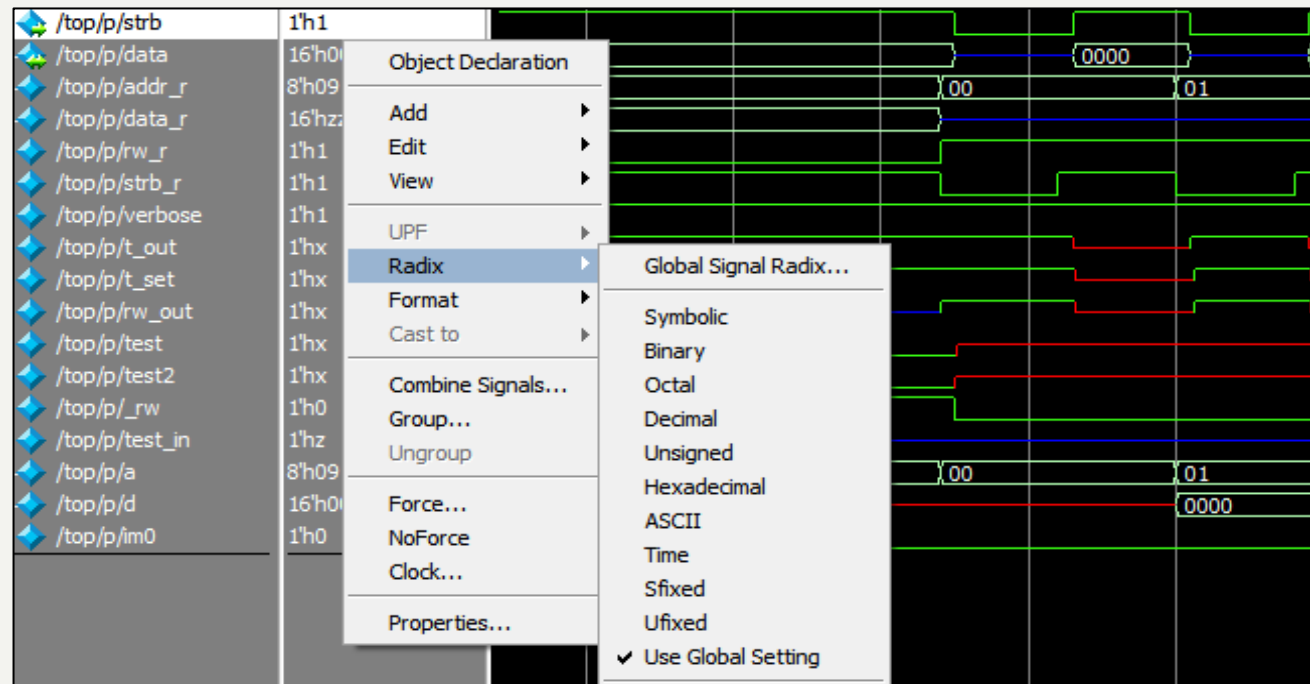 /top/p/strb 1'h1
/top/p/data 16'h00 0000
/top/p/addr_r 8'h09 00 01
/top/p/data_r 16'hzz
/top/p/rw_r 1'h1
/top/p/strb_r 1'h1
/top/p/verbose 1'h1
/top/p/t_out 1'hx
/top/p/t_set 1'hx
/top/p/rw_out 1'hx
/top/p/test 1'hx
/top/p/test2 1'hx
/top/p/_rw 1'h0
/top/p/test_in 1'hz
/top/p/a 8'h09 00 01
/top/p/d 16'h00 0000
/top/p/im0 1'h0
Object Declaration
Add
Edit
View
UPF
Radix
Format
Cast to
Combine Signals...
Group...
Ungroup
Force...
NoForce
Clock...
Properties...
Global Signal Radix...
Symbolic
Binary
Octal
Decimal
Unsigned
Hexadecimal
ASCII
Time
Sfixed
Ufixed
Use Global Setting